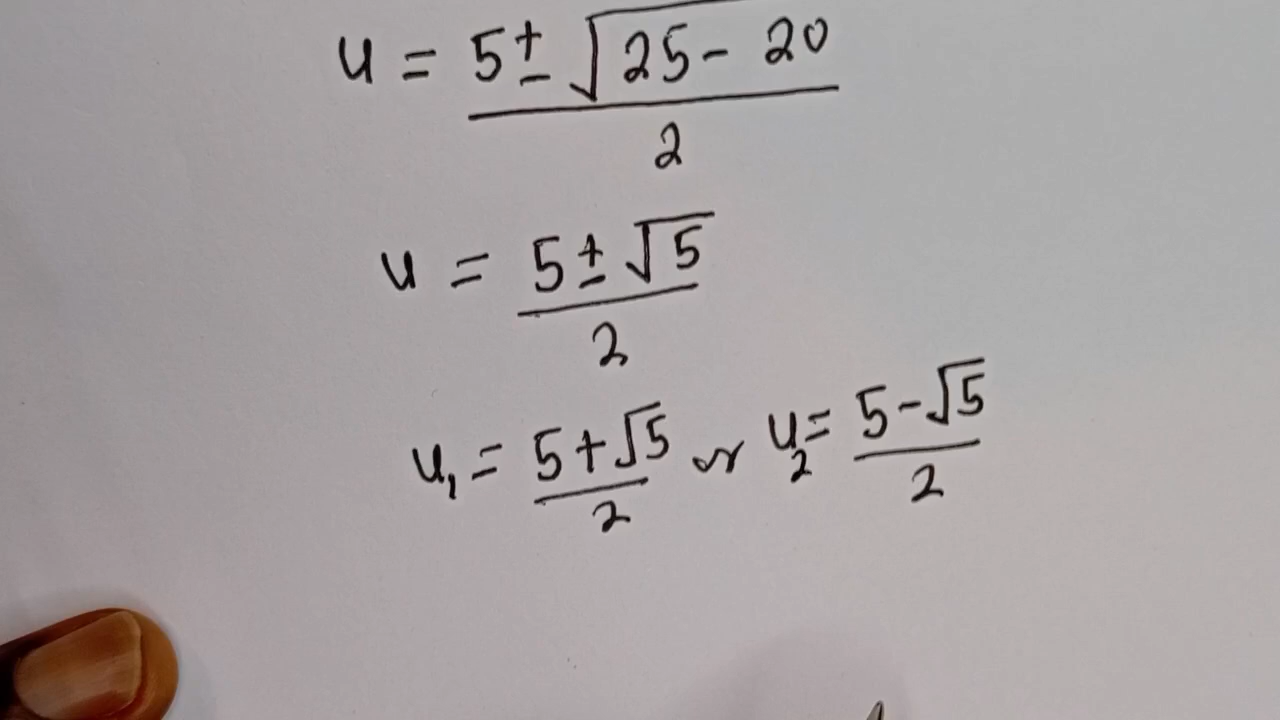 u = (5 ± √(25 - 20))/2
u = (5 ± √5)/2
u₁ = (5 + √5)/2 or u₂ = (5 - √5)/2